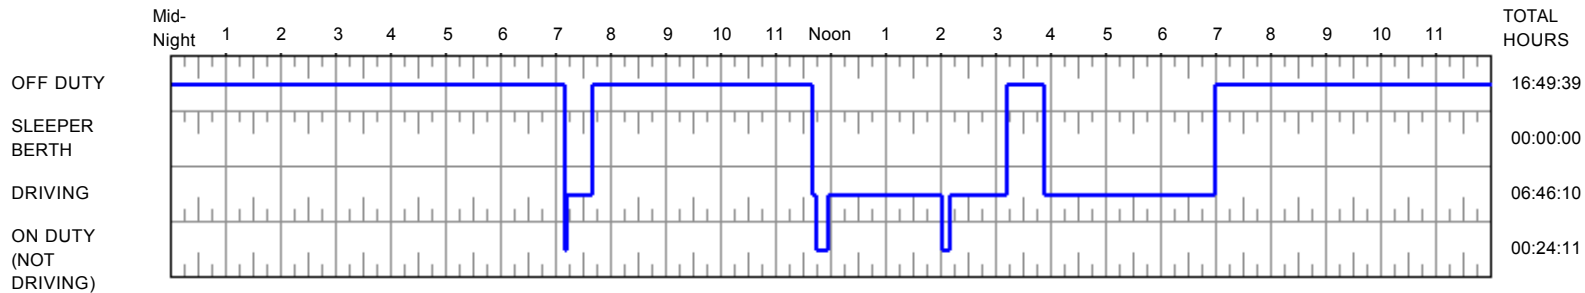 Mid-
Night 1 2 3 4 5 6 7 8 9 10 11 Noon 1 2 3 4 5 6 7 8 9 10 11
TOTAL
HOURS
OFF DUTY 16:49:39
SLEEPER
BERTH
00:00:00
DRIVING 06:46:10
ON DUTY
(NOT
DRIVING)
00:24:11